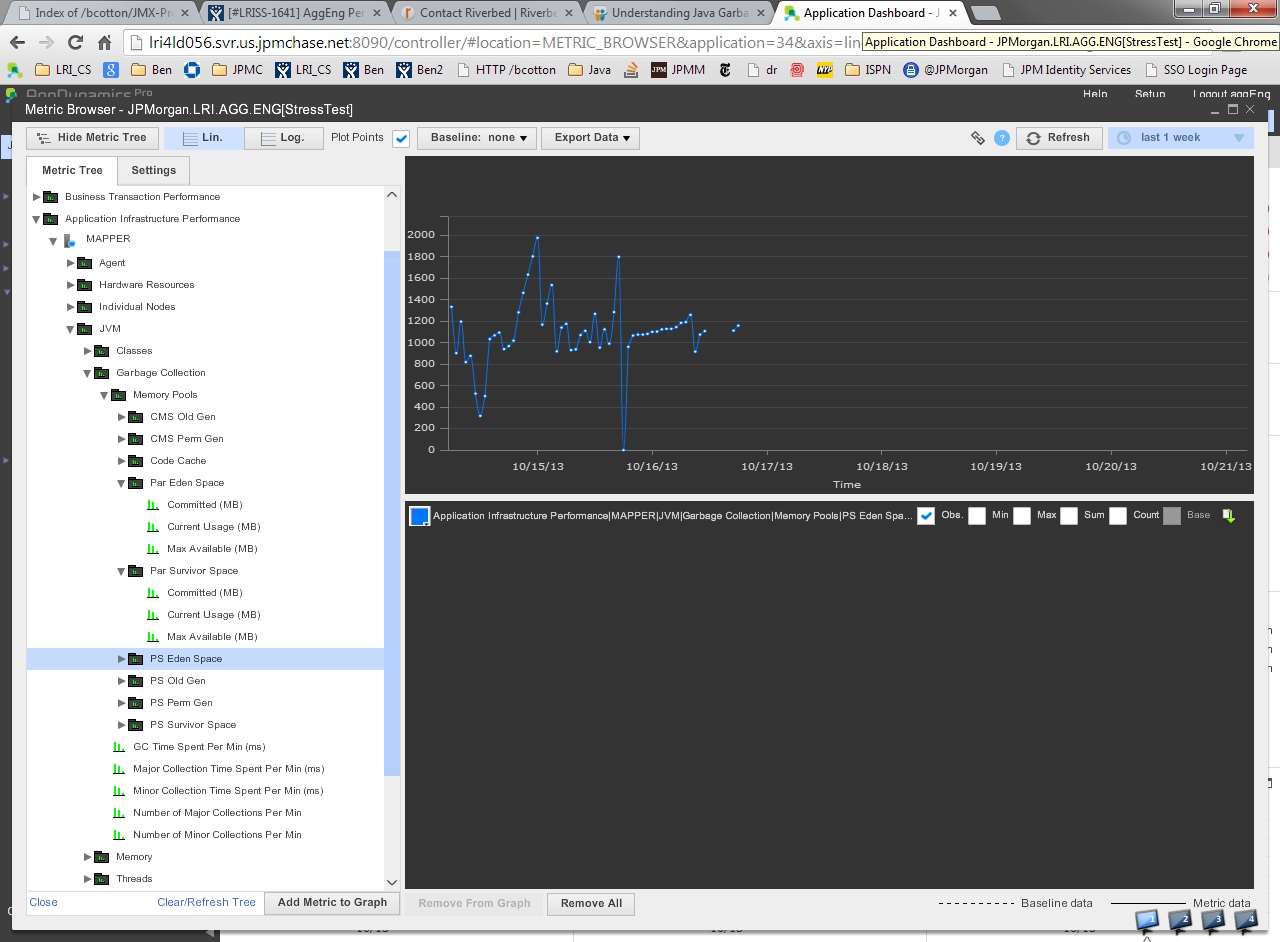 Index of /bcotton/JMX-Pr
[#LRISS-1641] AggEng Per
Contact Riverbed | Riverbe
Understanding Java Garba
Application Dashboard - J
lri4ld056.svr.us.jpmchase.net:8090/controller/#location=METRIC_BROWSER&application=34&axis=lin
Application Dashboard - JPMorgan.LRI.AGG.ENG[StressTest] - Google Chrome
LRI_CS Ben JPMC LRI_CS Ben Ben2 HTTP /bcotton Java JPM JPMM dr NYP ISPN @JPMorgan JPM Identity Services SSO Login Page
AppDynamics Pro Help Setup Logout aggEng
Metric Browser - JPMorgan.LRI.AGG.ENG[StressTest]
Hide Metric Tree Lin. Log. Plot Points Baseline: none Export Data ? Refresh last 1 week
Metric Tree Settings
Business Transaction Performance
Application Infrastructure Performance
MAPPER
Agent
Hardware Resources
Individual Nodes
JVM
Classes
Garbage Collection
Memory Pools
CMS Old Gen
CMS Perm Gen
Code Cache
Par Eden Space
Committed (MB)
Current Usage (MB)
Max Available (MB)
Par Survivor Space
Committed (MB)
Current Usage (MB)
Max Available (MB)
PS Eden Space
PS Old Gen
PS Perm Gen
PS Survivor Space
GC Time Spent Per Min (ms)
Major Collection Time Spent Per Min (ms)
Minor Collection Time Spent Per Min (ms)
Number of Major Collections Per Min
Number of Minor Collections Per Min
Memory
Threads
Close Clear/Refresh Tree Add Metric to Graph
2000
1800
1600
1400
1200
1000
800
600
400
200
0
10/15/13 10/16/13 10/17/13 10/18/13 10/19/13 10/20/13 10/21/13
Time
Application Infrastructure Performance|MAPPER|JVM|Garbage Collection|Memory Pools|PS Eden Spa... Obs. Min Max Sum Count Base
Remove From Graph Remove All Baseline data Metric data
1 2 3 4